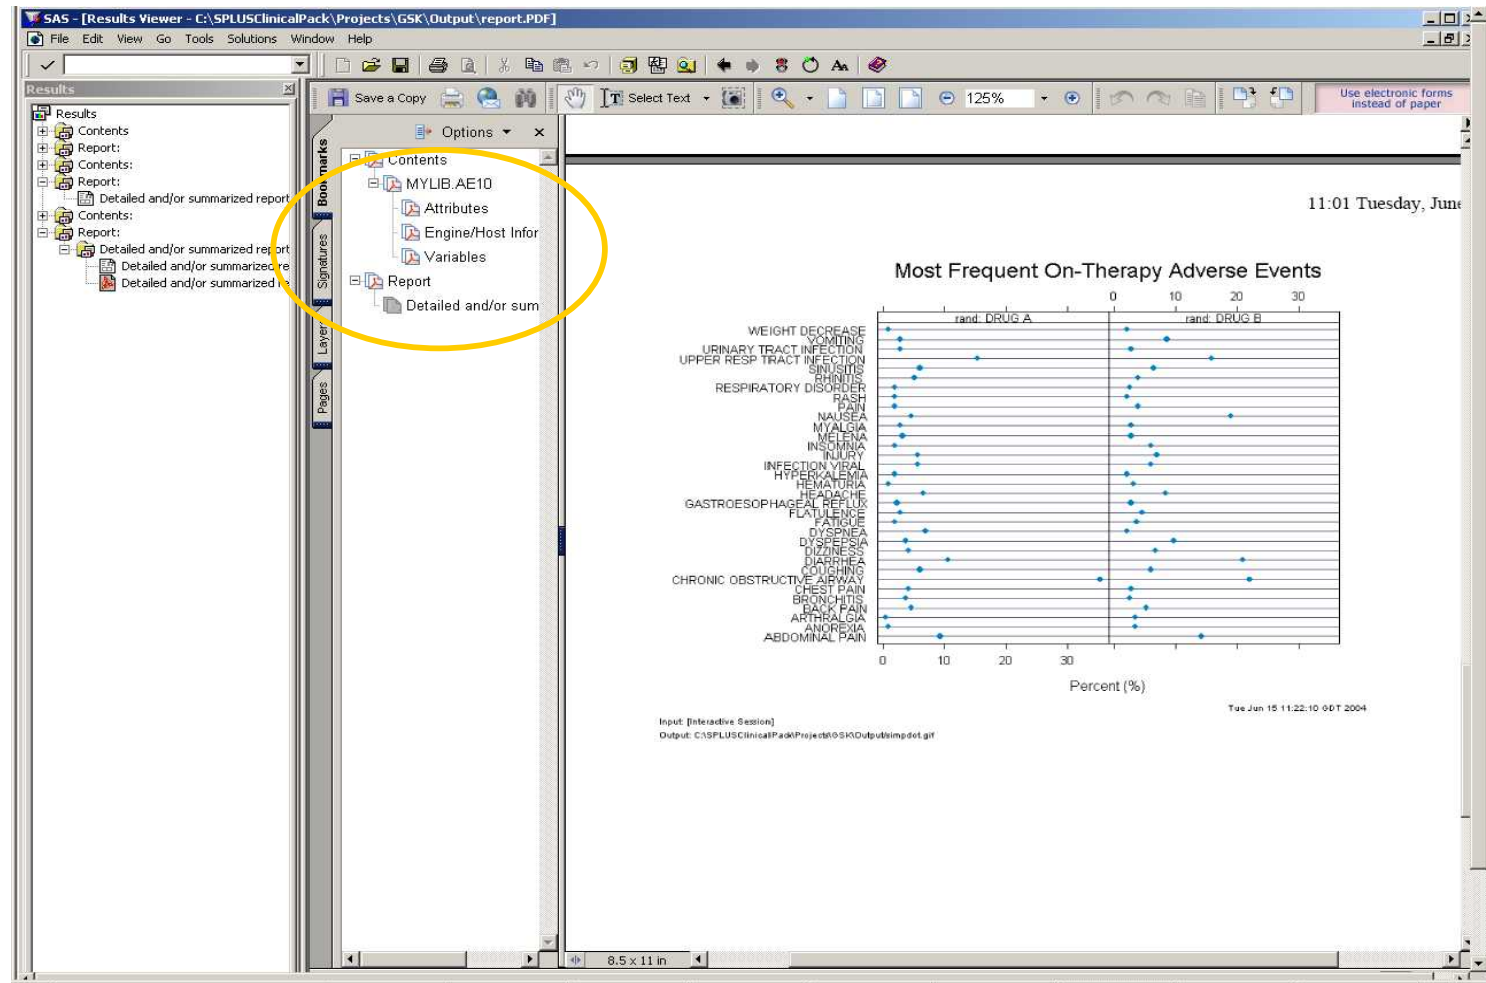 SAS - [Results Viewer - C:\SPLUSClinicalPack\Projects\GSK\Output\report.PDF]
File Edit View Go Tools Solutions Window Help
Results
Save a Copy
Select Text
125%
Use electronic forms
instead of paper
Results
Contents
Report:
Contents:
Report:
Detailed and/or summarized report
Contents:
Report:
Detailed and/or summarized report
Detailed and/or summarized re
Detailed and/or summarized re
Bookmarks
Signatures
Layers
Pages
Options
Contents
MYLIB.AE10
Attributes
Engine/Host Infor
Variables
Report
Detailed and/or sum
11:01 Tuesday, June
Most Frequent On-Therapy Adverse Events
0 10 20 30
rand: DRUG A rand: DRUG B
WEIGHT DECREASE
VOMITING
URINARY TRACT INFECTION
UPPER RESP TRACT INFECTION
SINUSITIS
RHINITIS
RESPIRATORY DISORDER
RASH
PAIN
NAUSEA
MYALGIA
MELENA
INSOMNIA
INJURY
INFECTION VIRAL
HYPERKALEMIA
HEMATURIA
HEADACHE
GASTROESOPHAGEAL REFLUX
FLATULENCE
FATIGUE
DYSPNEA
DYSPEPSIA
DIZZINESS
DIARRHEA
COUGHING
CHRONIC OBSTRUCTIVE AIRWAY
CHEST PAIN
BRONCHITIS
BACK PAIN
ARTHRALGIA
ANOREXIA
ABDOMINAL PAIN
0 10 20 30
Percent (%)
Tue Jun 15 11:22:10 GDT 2004
Input: [Interactive Session]
Output: C:\SPLUSClinicalPack\Projects\GSK\Output\simpdot.gif
8.5 x 11 in